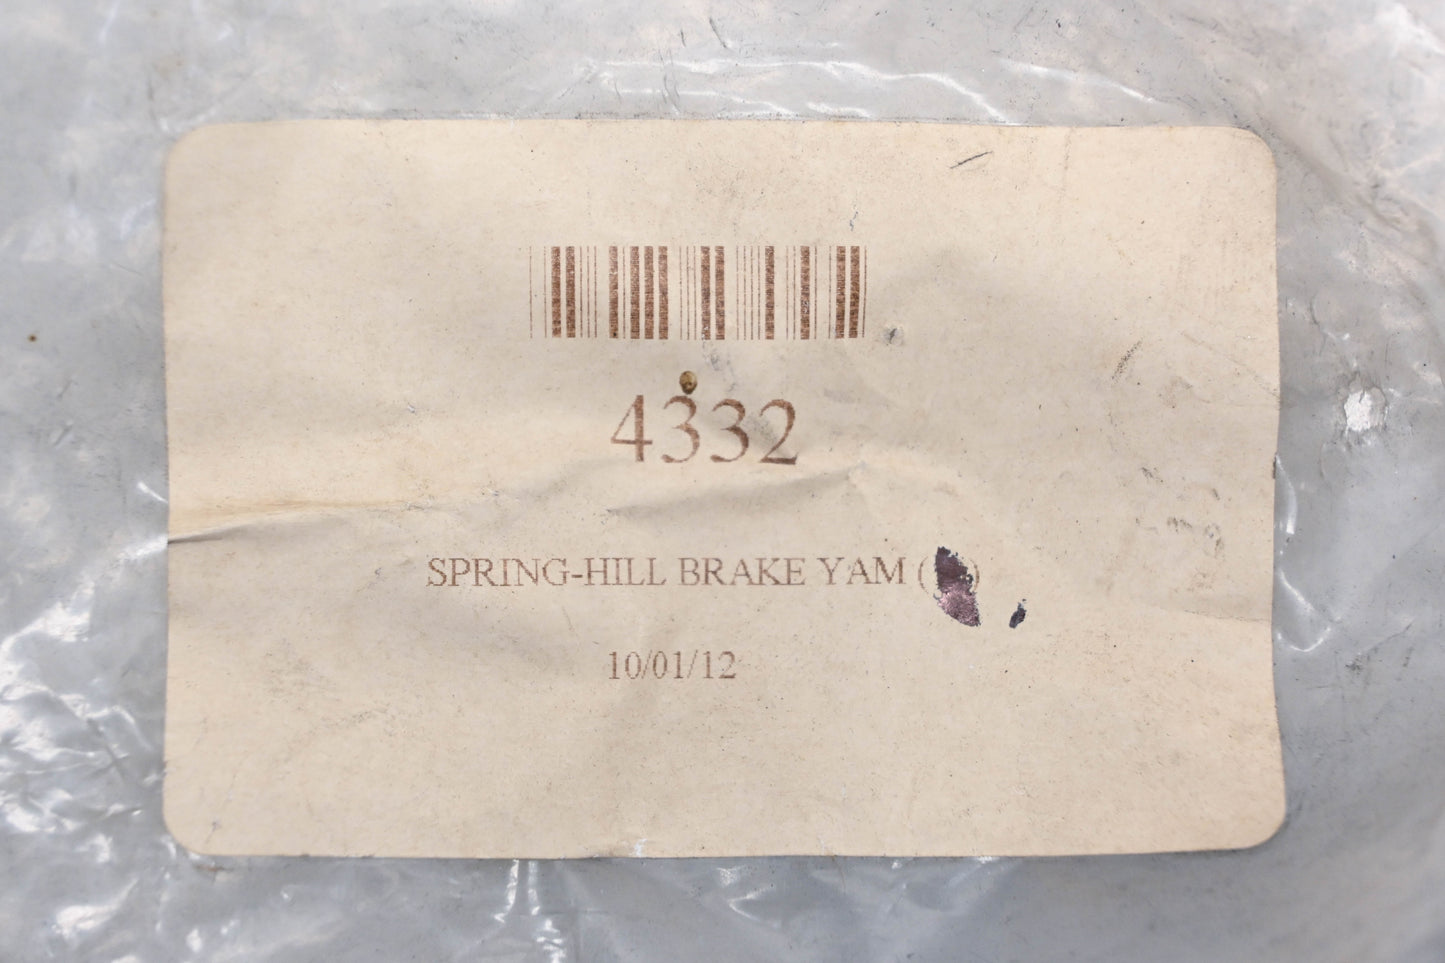 4332
SPRING-HILL BRAKE YAM ( )
10/01/12